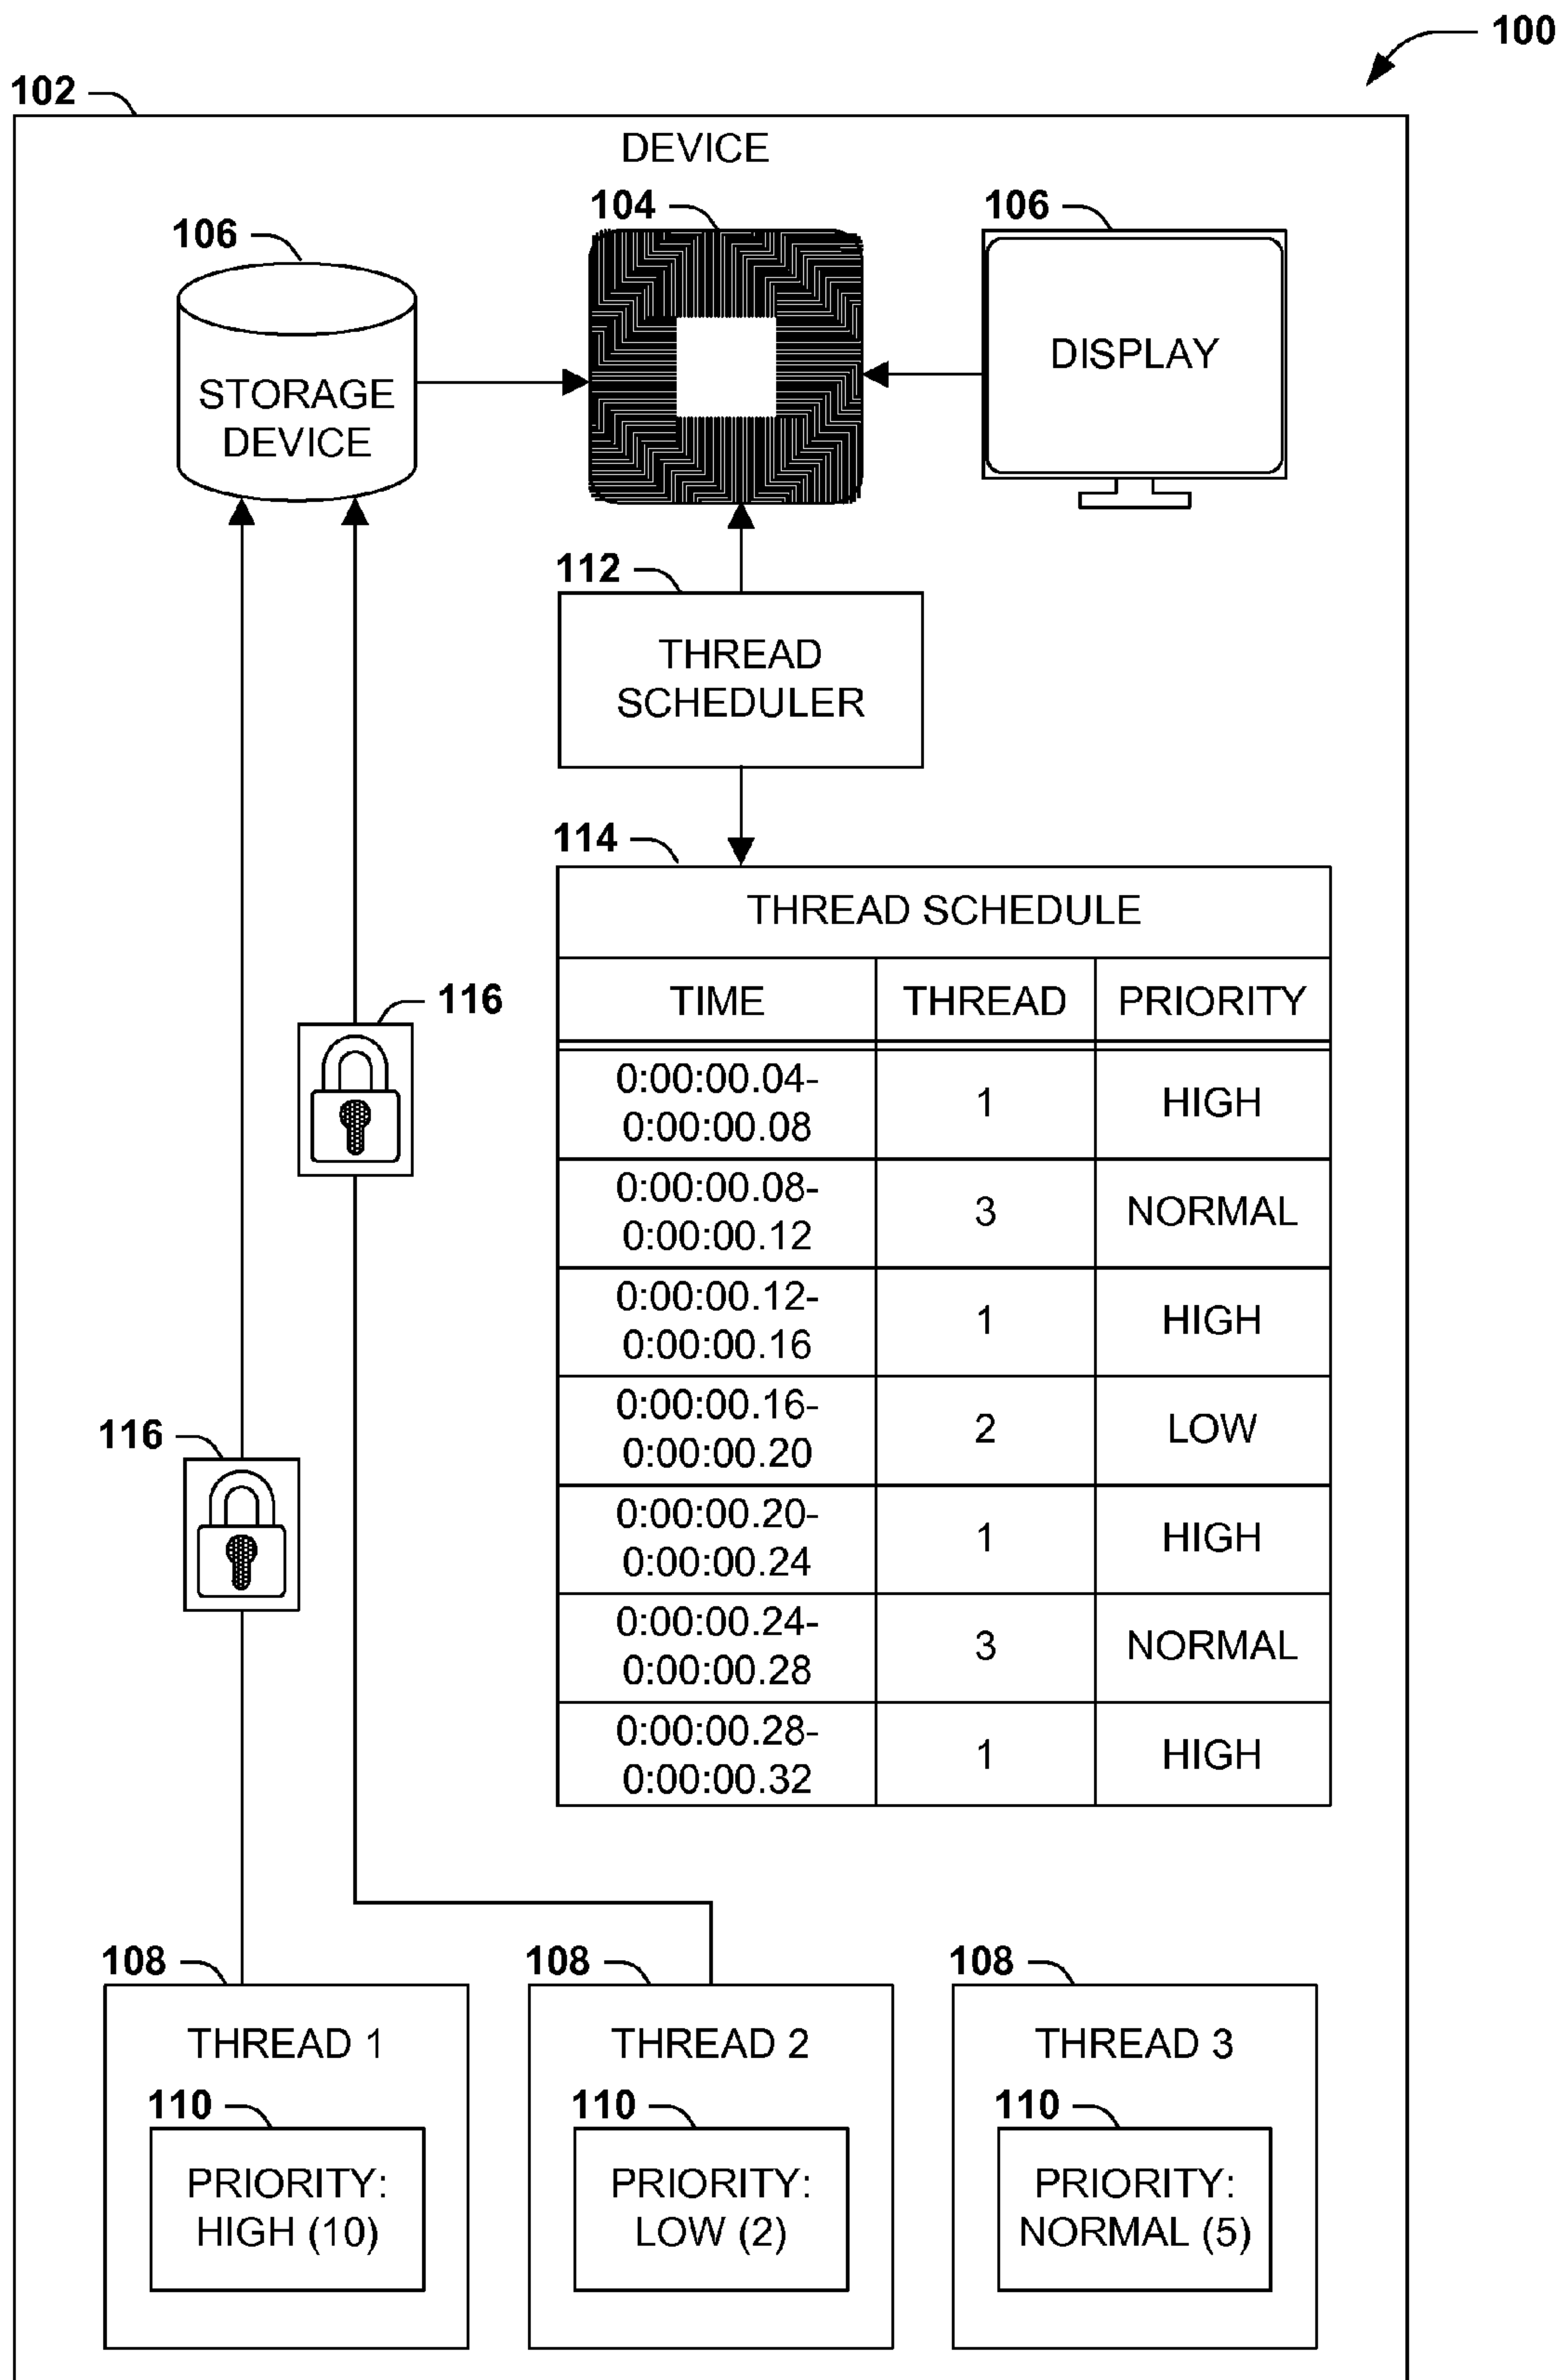 100
102
DEVICE
104
106
106
STORAGE
DEVICE
DISPLAY
112
THREAD
SCHEDULER
114
THREAD SCHEDULE
TIME THREAD PRIORITY
0:00:00.04-
0:00:00.08
1
HIGH
0:00:00.08-
0:00:00.12
3
NORMAL
0:00:00.12-
0:00:00.16
1
HIGH
0:00:00.16-
0:00:00.20
2
LOW
0:00:00.20-
0:00:00.24
1
HIGH
0:00:00.24-
0:00:00.28
3
NORMAL
0:00:00.28-
0:00:00.32
1
HIGH
116
116
108
THREAD 1
110
PRIORITY:
HIGH (10)
108
THREAD 2
110
PRIORITY:
LOW (2)
108
THREAD 3
110
PRIORITY:
NORMAL (5)